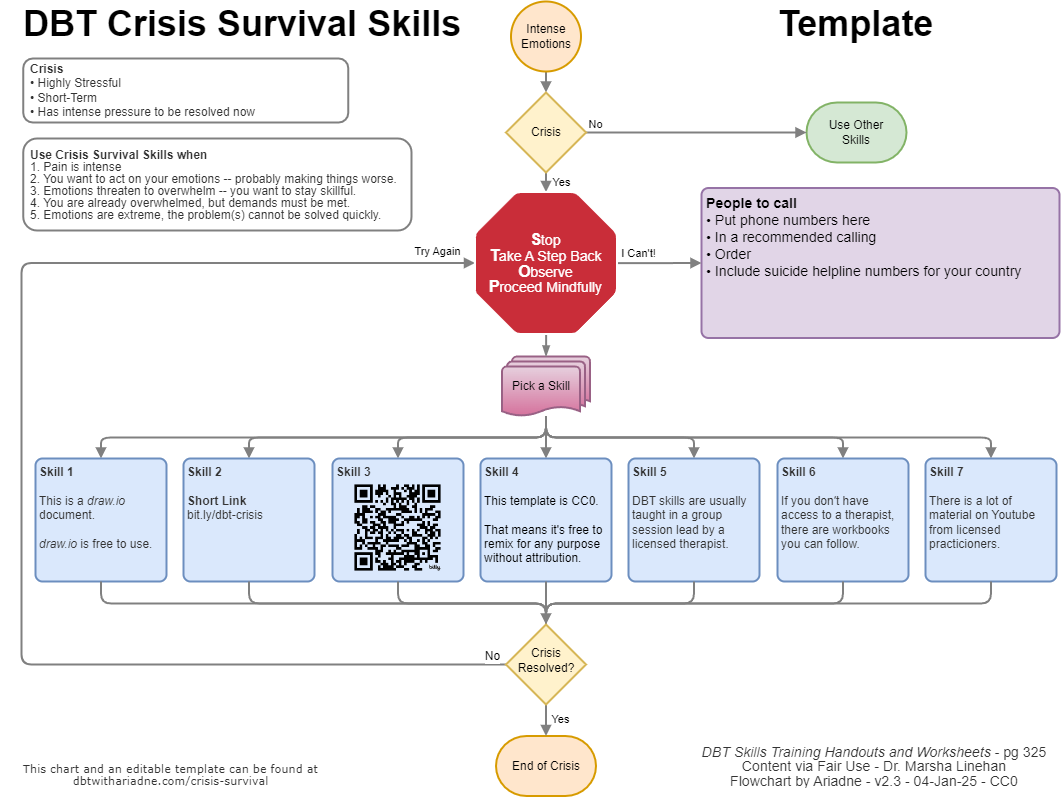 DBT Crisis Survival Skills
Template
Crisis
• Highly Stressful
• Short-Term
• Has intense pressure to be resolved now
Use Crisis Survival Skills when
1. Pain is intense
2. You want to act on your emotions -- probably making things worse.
3. Emotions threaten to overwhelm -- you want to stay skillful.
4. You are already overwhelmed, but demands must be met.
5. Emotions are extreme, the problem(s) cannot be solved quickly.
Intense
Emotions
Crisis
No
Use Other
Skills
Yes
Try Again
Stop
Take A Step Back
Observe
Proceed Mindfully
I Can't!
People to call
• Put phone numbers here
• In a recommended calling
• Order
• Include suicide helpline numbers for your country
Pick a Skill
Skill 1
This is a draw.io
document.
draw.io is free to use.
Skill 2
Short Link
bit.ly/dbt-crisis
Skill 3
bitly
Skill 4
This template is CC0.
That means it's free to
remix for any purpose
without attribution.
Skill 5
DBT skills are usually
taught in a group
session lead by a
licensed therapist.
Skill 6
If you don't have
access to a therapist,
there are workbooks
you can follow.
Skill 7
There is a lot of
material on Youtube
from licensed
practicioners.
No
Crisis
Resolved?
Yes
End of Crisis
This chart and an editable template can be found at
dbtwithariadne.com/crisis-survival
DBT Skills Training Handouts and Worksheets - pg 325
Content via Fair Use - Dr. Marsha Linehan
Flowchart by Ariadne - v2.3 - 04-Jan-25 - CC0